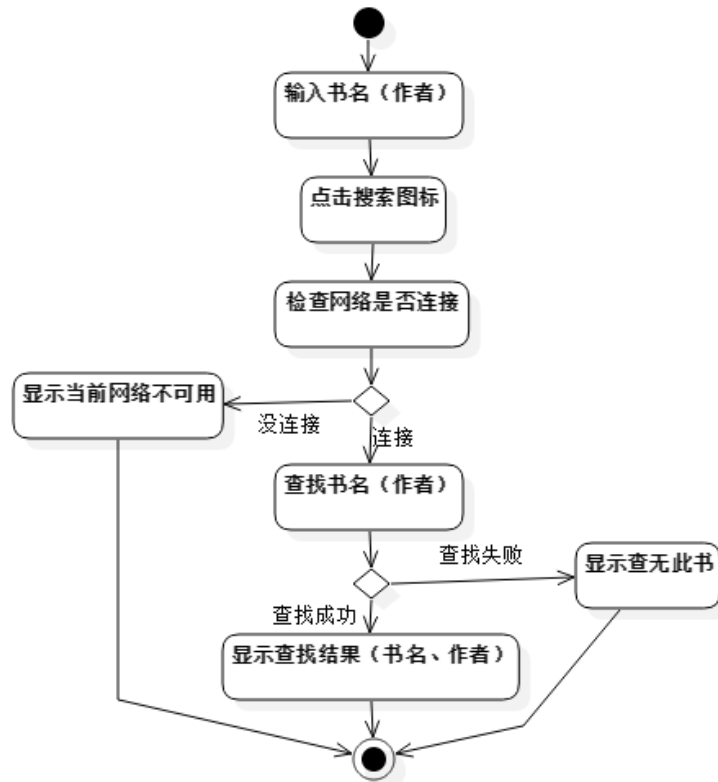 输入书名（作者）
点击搜索图标
检查网络是否连接
显示当前网络不可用
没连接
连接
查找书名（作者）
查找失败
显示查无此书
查找成功
显示查找结果（书名、作者）